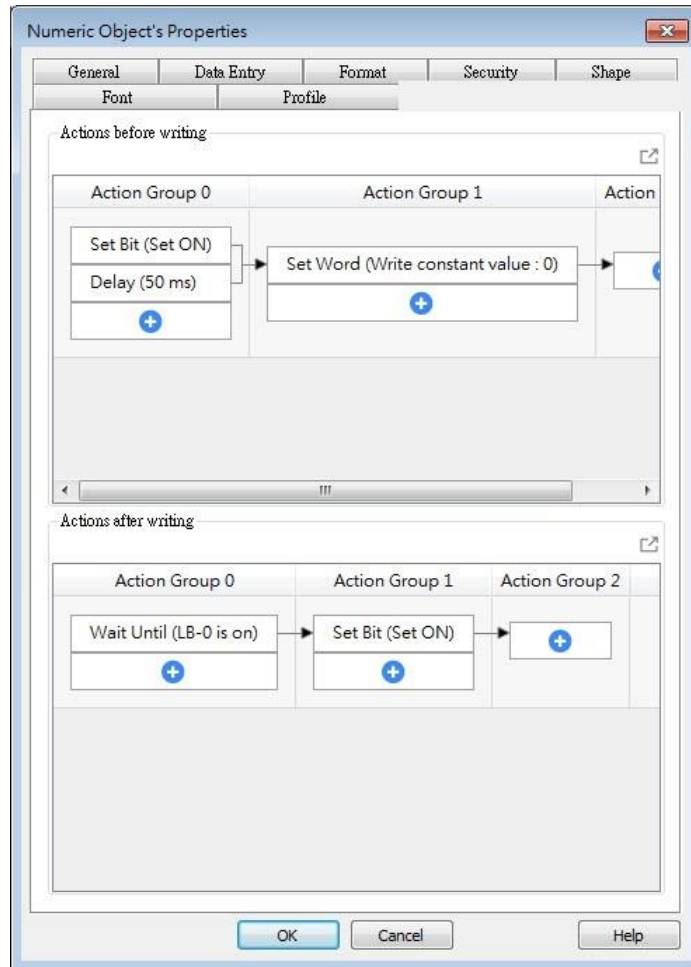 Numeric Object's Properties
General Data Entry Format Security Shape
Font Profile
Actions before writing
Action Group 0 Action Group 1 Action
Set Bit (Set ON)
Delay (50 ms)
Set Word (Write constant value : 0)
Actions after writing
Action Group 0 Action Group 1 Action Group 2
Wait Until (LB-0 is on) Set Bit (Set ON)
OK Cancel Help